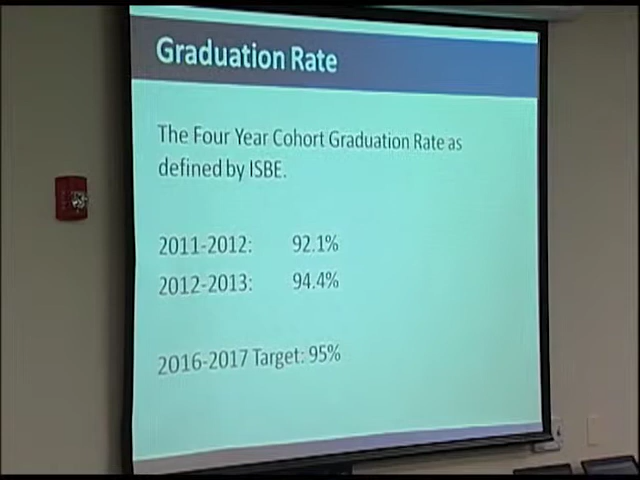 Graduation Rate
The Four Year Cohort Graduation Rate as
defined by ISBE.
2011-2012: 92.1%
2012-2013: 94.4%
2016-2017 Target: 95%